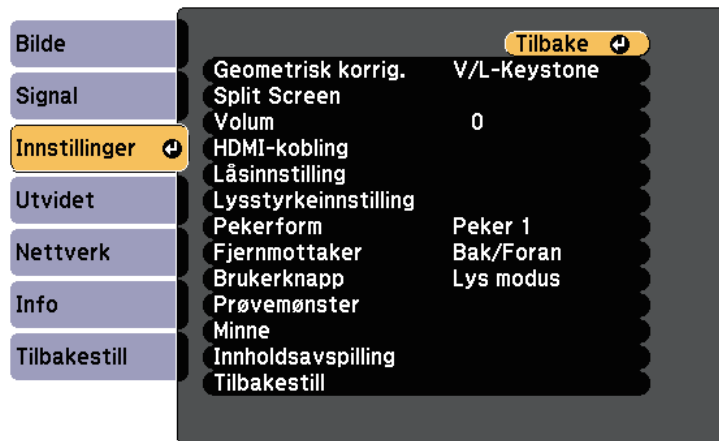 Bilde
Signal
Innstillinger
Utvidet
Nettverk
Info
Tilbakestill
Tilbake
Geometrisk korrig. V/L-Keystone
Split Screen
Volum 0
HDMI-kobling
Låsinnstilling
Lysstyrkeinnstilling
Pekerform Peker 1
Fjernmottaker Bak/Foran
Brukerknapp Lys modus
Prøvemønster
Minne
Innholdsavspilling
Tilbakestill